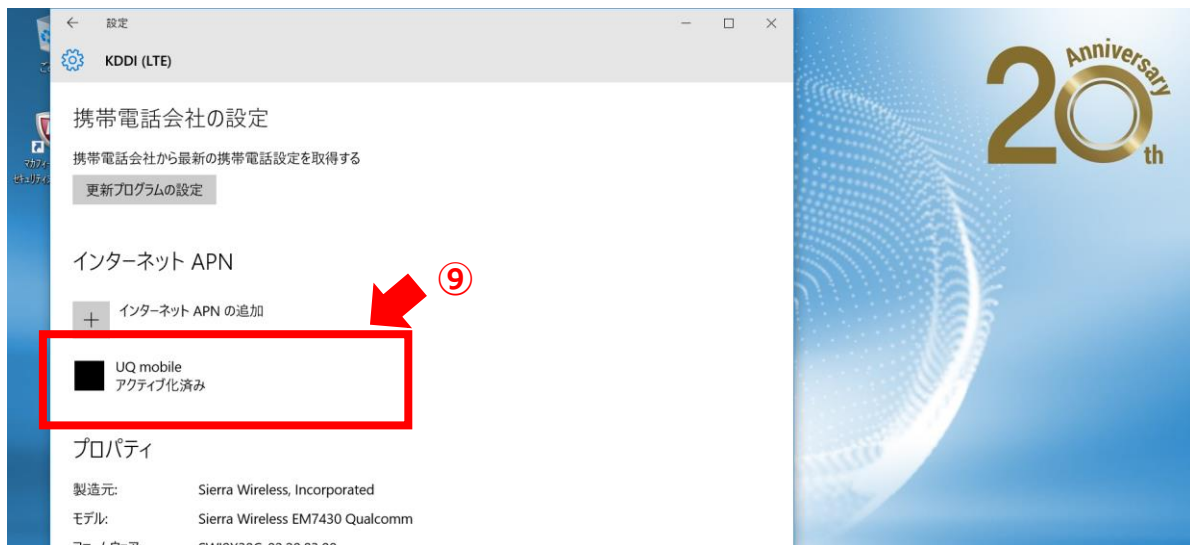 設定
KDDI (LTE)
携帯電話会社の設定
携帯電話会社から最新の携帯電話設定を取得する
更新プログラムの設定
インターネット APN
⑨
インターネット APN の追加
UQ mobile
アクティブ化済み
プロパティ
製造元: Sierra Wireless, Incorporated
モデル: Sierra Wireless EM7430 Qualcomm
20th
Anniversary